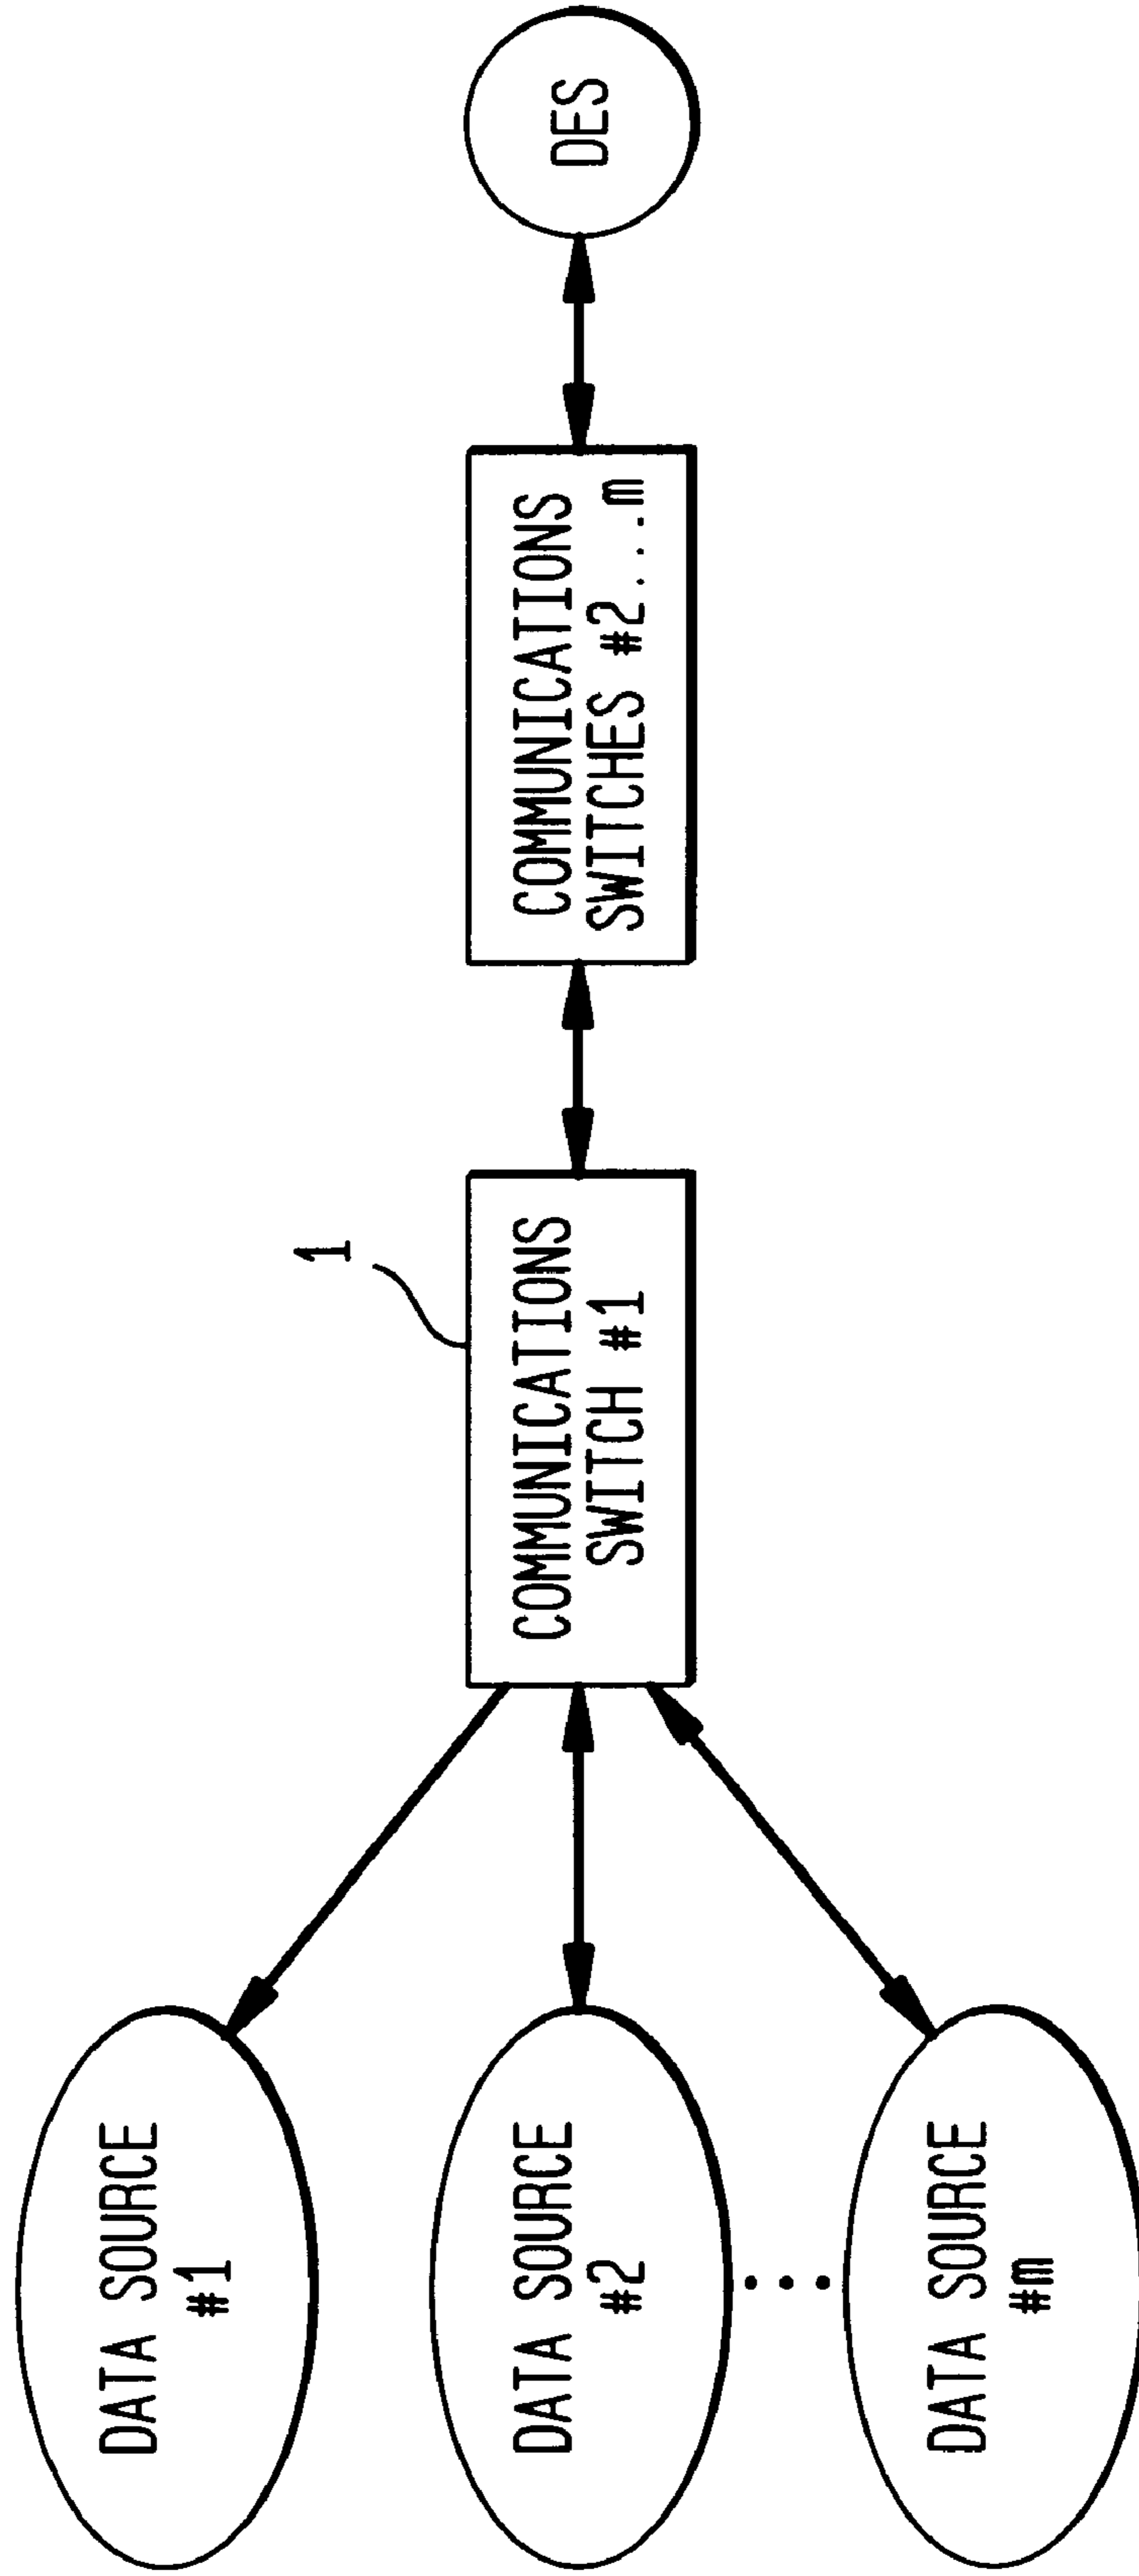 DATA SOURCE
#1
DATA SOURCE
#2
DATA SOURCE
#m
1
COMMUNICATIONS
SWITCH #1
COMMUNICATIONS
SWITCHES #2....m
DES